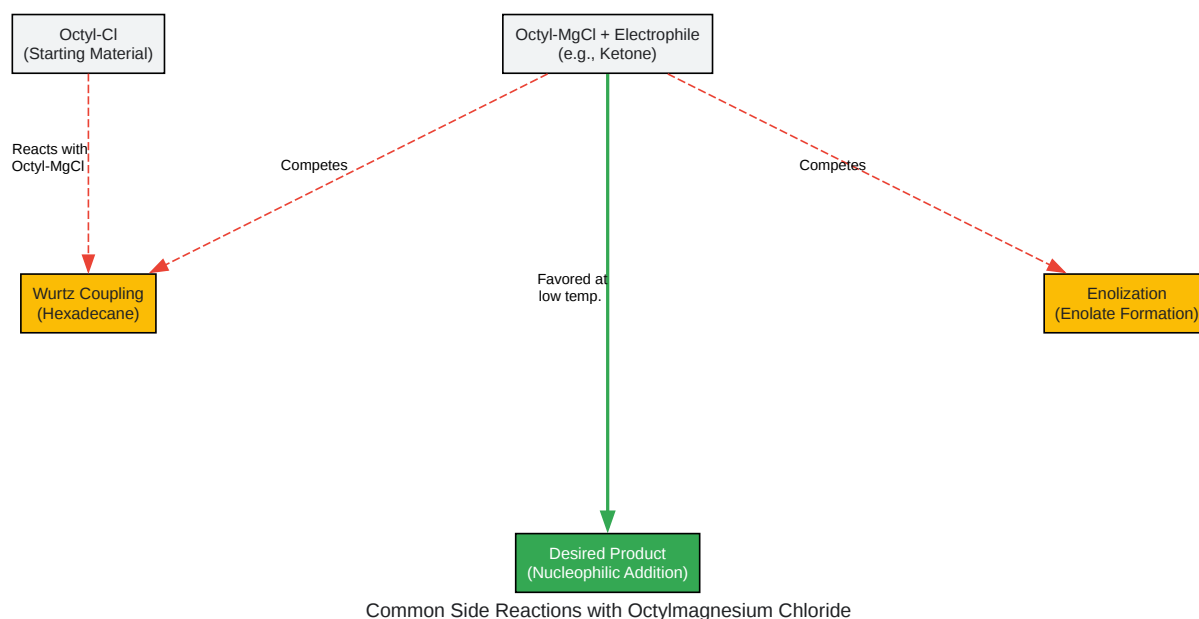 Octyl-Cl
(Starting Material)
Octyl-MgCl + Electrophile
(e.g., Ketone)
Reacts with
Octyl-MgCl
Competes
Competes
Favored at
low temp.
Wurtz Coupling
(Hexadecane)
Enolization
(Enolate Formation)
Desired Product
(Nucleophilic Addition)
Common Side Reactions with Octylmagnesium Chloride